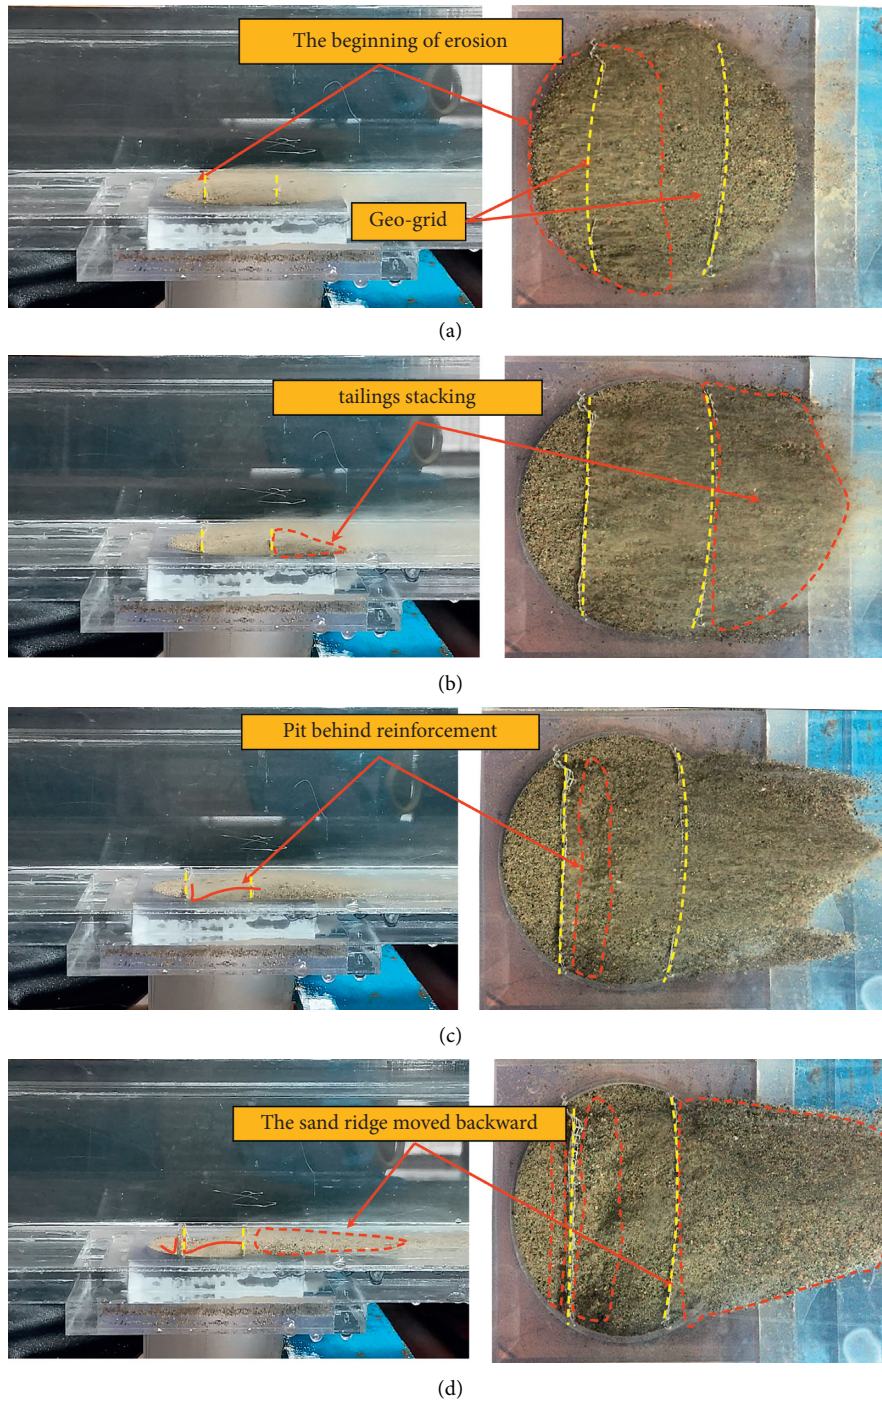 The beginning of erosion
Geo-grid
(a)
tailings stacking
(b)
Pit behind reinforcement
(c)
The sand ridge moved backward
(d)